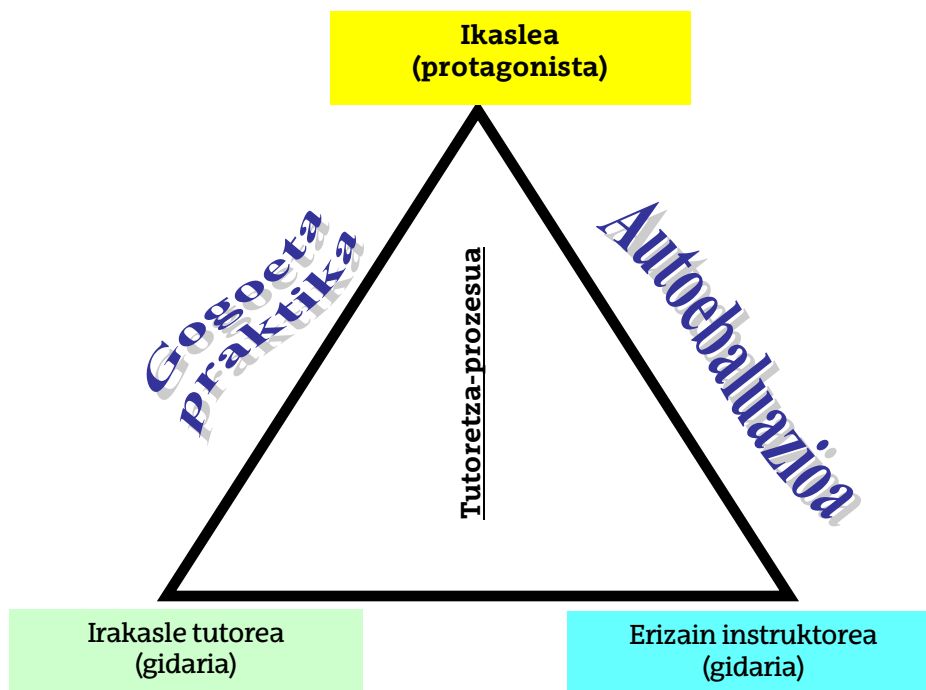 Ikaslea
(protagonista)
Gogoeta
praktika
Tutoretza-prozesua
Autoebaluazioa
Irakasle tutorea
(gidaria)
Erizain instruktorea
(gidaria)